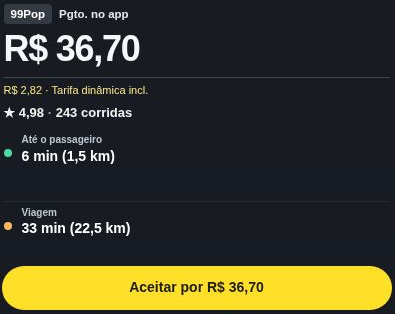 99Pop Pgto. no app
R$ 36,70
R$ 2,82 · Tarifa dinâmica incl.
★ 4,98 · 243 corridas
Até o passageiro
6 min (1,5 km)
Viagem
33 min (22,5 km)
Aceitar por R$ 36,70